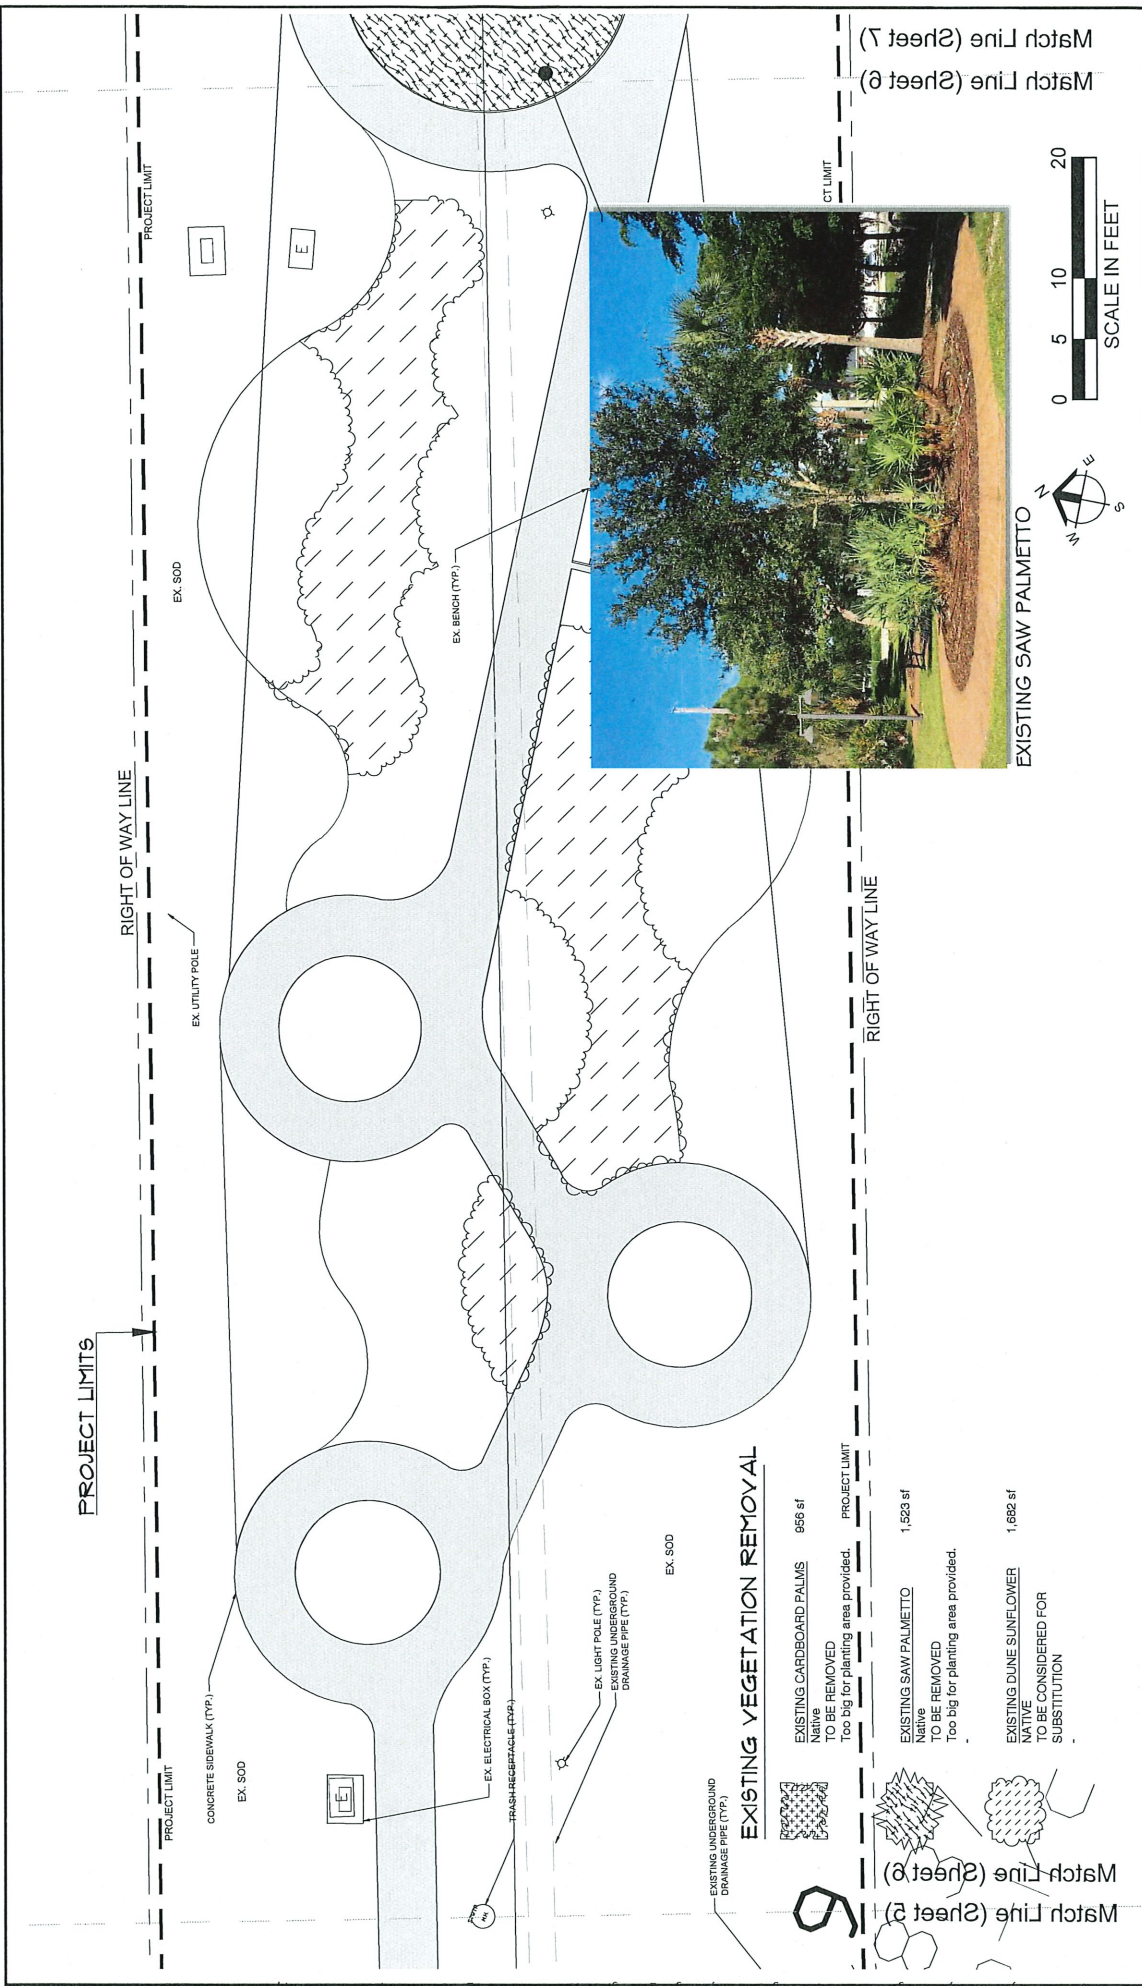 Match Line (Sheet 7)
Match Line (Sheet 6)
PROJECT LIMIT
E
CT LIMIT
20
10
5
0
SCALE IN FEET
N
E
S
W
EXISTING SAW PALMETTO
EX. SOD
EX. BENCH (TYP.)
RIGHT OF WAY LINE
EX. UTILITY POLE
RIGHT OF WAY LINE
PROJECT LIMITS
CONCRETE SIDEWALK (TYP.)
PROJECT LIMIT
EX. SOD
E
EX. ELECTRICAL BOX (TYP.)
TRASH RECEPTACLE (TYP.)
EX. LIGHT POLE (TYP.)
EXISTING UNDERGROUND
DRAINAGE PIPE (TYP.)
EX. SOD
EXISTING UNDERGROUND
DRAINAGE PIPE (TYP.)
EXISTING VEGETATION REMOVAL
EXISTING CARDBOARD PALMS 956 sf
Native
TO BE REMOVED
Too big for planting area provided.
PROJECT LIMIT
EXISTING SAW PALMETTO 1,523 sf
Native
TO BE REMOVED
Too big for planting area provided.
-
EXISTING DUNE SUNFLOWER 1,682 sf
NATIVE
TO BE CONSIDERED FOR
SUBSTITUTION
-
6
Match Line (Sheet 6)
Match Line (Sheet 5)